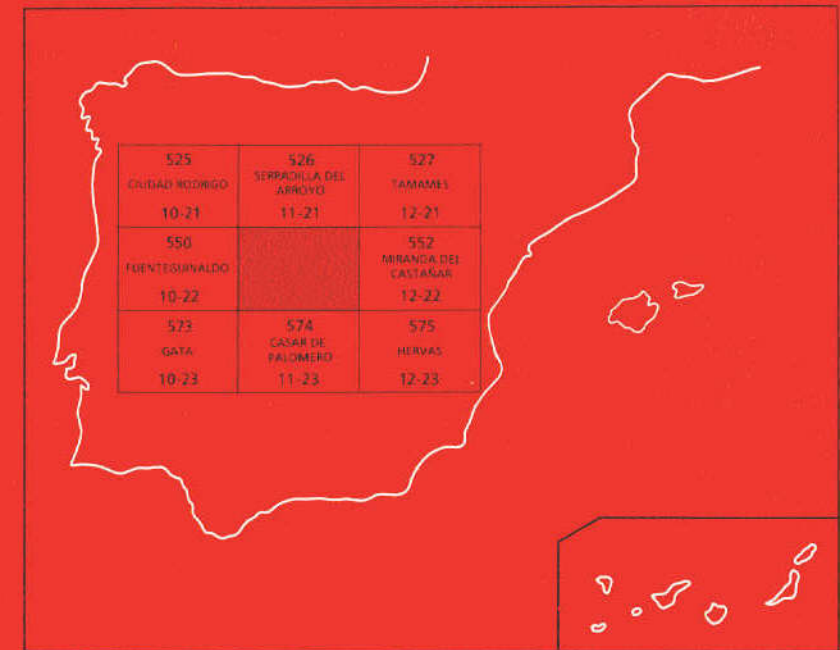 525
CIUDAD RODRIGO
10-21
526
SERRADILLA DEL
ARROYO
11-21
527
TAMAMES
12-21
550
FUENTEGUINALDO
10-22
552
MIRANDA DEL
CASTAÑAR
12-22
573
GATA
10-23
574
CASAR DE
PALOMERO
11-23
575
HERVAS
12-23